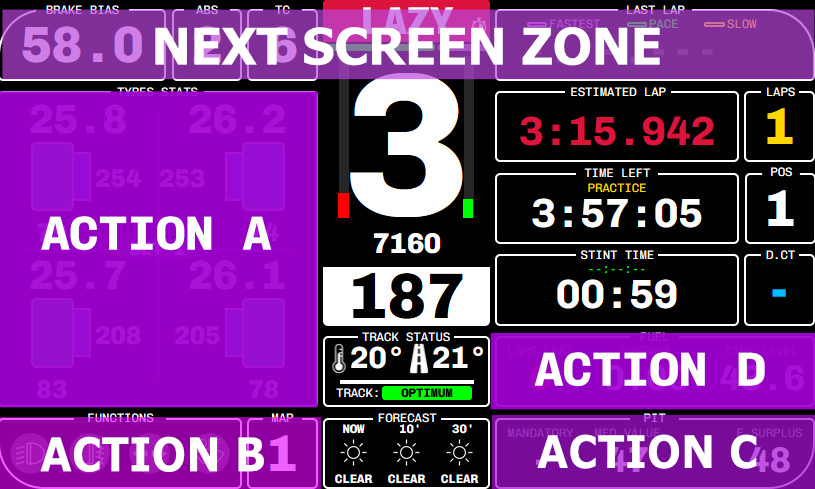 BRAKE BIAS ABS TC LAZY LAST LAP
FASTEST PACE SLOW
58.0 2 6
NEXT SCREEN ZONE
TYRES STATS ESTIMATED LAP LAPS
25.8 26.2 3 3:15.942 1
254 253 TIME LEFT POS
PRACTICE
ACTION A 3:57:05 1
7160
25.7 26.1 STINT TIME D.CT
--:--:--
187 00:59 -
208 205 TRACK STATUS FUEL
20° 21° ACTION D
83 78 TRACK: OPTIMUM
FUNCTIONS MAP FORECAST PIT
NOW 10' 30' MANDATORY MED.VALUE F.SURPLUS
ACTION B 1 ACTION C 47 48
CLEAR CLEAR CLEAR